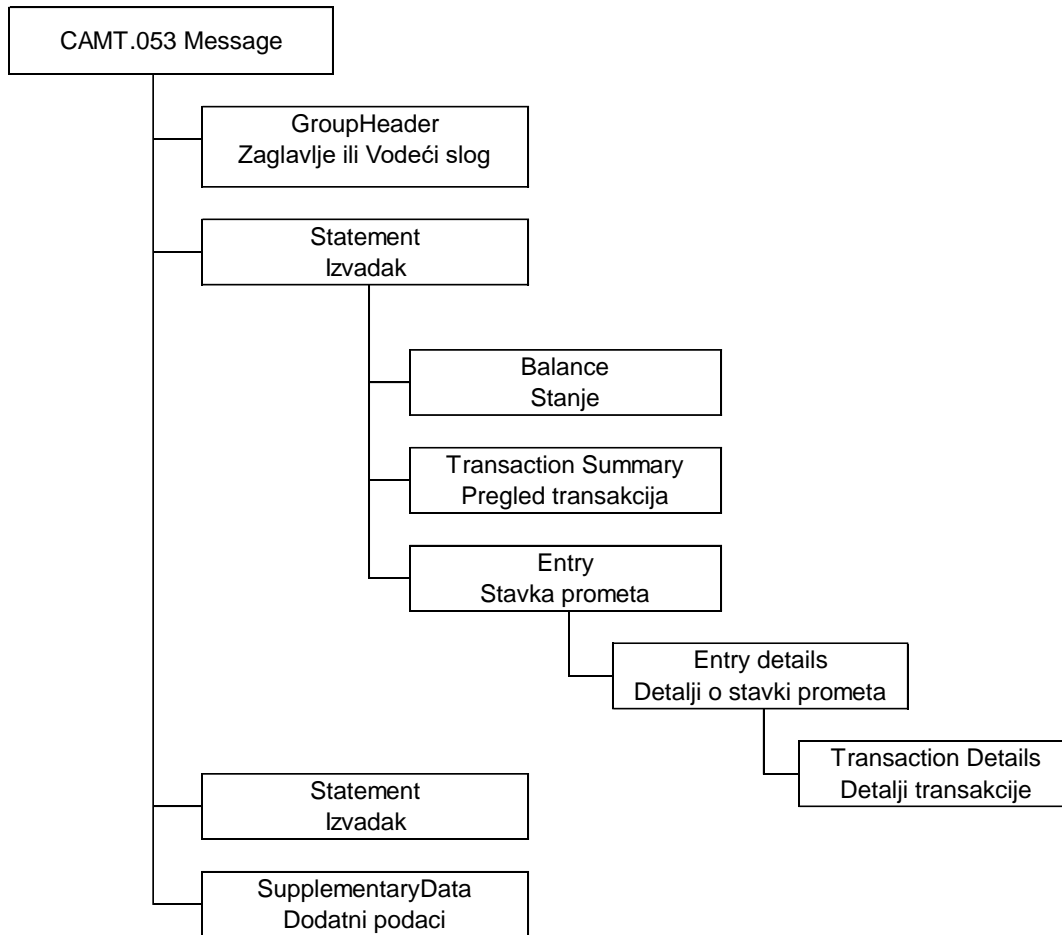 CAMT.053 Message
GroupHeader
Zaglavlje ili Vodeći slog
Statement
Izvadak
Balance
Stanje
Transaction Summary
Pregled transakcija
Entry
Stavka prometa
Entry details
Detalji o stavki prometa
Transaction Details
Detalji transakcije
Statement
Izvadak
SupplementaryData
Dodatni podaci